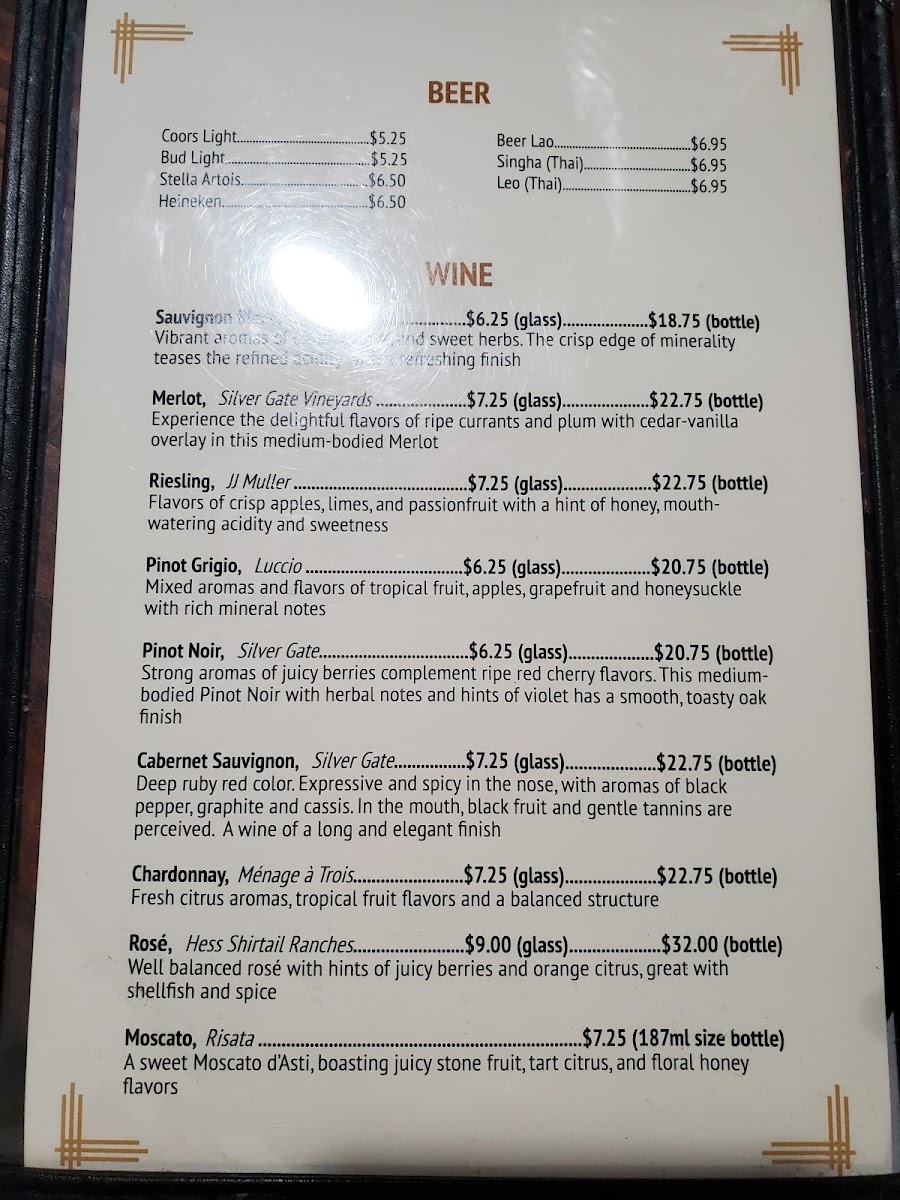 BEER
Coors Light..............................$5.25
Bud Light..............................$5.25
Stella Artois..............................$6.50
Heineken..............................$6.50
Beer Lao..............................$6.95
Singha (Thai)..............................$6.95
Leo (Thai)..............................$6.95
WINE
Sauvignon ..............$6.25 (glass)....................$18.75 (bottle)
Vibrant aromas of and sweet herbs. The crisp edge of minerality
teases the refined acidity refreshing finish
Merlot, Silver Gate Vineyards ....................$7.25 (glass)....................$22.75 (bottle)
Experience the delightful flavors of ripe currants and plum with cedar-vanilla
overlay in this medium-bodied Merlot
Riesling, JJ Muller ....................$7.25 (glass)....................$22.75 (bottle)
Flavors of crisp apples, limes, and passionfruit with a hint of honey, mouth-
watering acidity and sweetness
Pinot Grigio, Luccio ....................$6.25 (glass)....................$20.75 (bottle)
Mixed aromas and flavors of tropical fruit, apples, grapefruit and honeysuckle
with rich mineral notes
Pinot Noir, Silver Gate....................$6.25 (glass)....................$20.75 (bottle)
Strong aromas of juicy berries complement ripe red cherry flavors. This medium-
bodied Pinot Noir with herbal notes and hints of violet has a smooth, toasty oak
finish
Cabernet Sauvignon, Silver Gate................$7.25 (glass)....................$22.75 (bottle)
Deep ruby red color. Expressive and spicy in the nose, with aromas of black
pepper, graphite and cassis. In the mouth, black fruit and gentle tannins are
perceived. A wine of a long and elegant finish
Chardonnay, Ménage à Trois....................$7.25 (glass)....................$22.75 (bottle)
Fresh citrus aromas, tropical fruit flavors and a balanced structure
Rosé, Hess Shirtail Ranches....................$9.00 (glass)....................$32.00 (bottle)
Well balanced rosé with hints of juicy berries and orange citrus, great with
shellfish and spice
Moscato, Risata ........................................$7.25 (187ml size bottle)
A sweet Moscato d'Asti, boasting juicy stone fruit, tart citrus, and floral honey
flavors